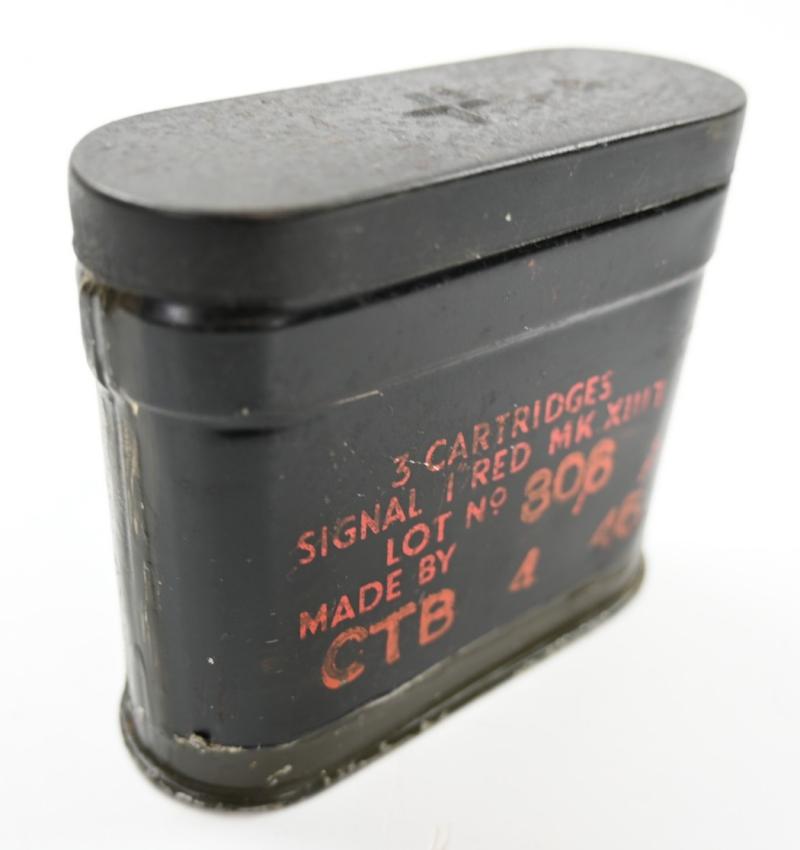 3 CARTRIDGES
SIGNAL 1" RED MK XIII T
LOT Nº 806
MADE BY 4 46
CTB